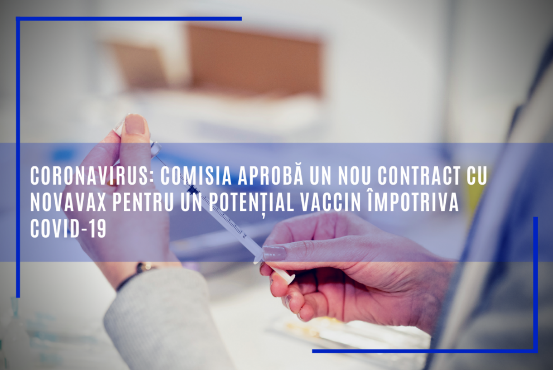 CORONAVIRUS: COMISIA APROBĂ UN NOU CONTRACT CU
NOVAVAX PENTRU UN POTENȚIAL VACCIN ÎMPOTRIVA
COVID-19